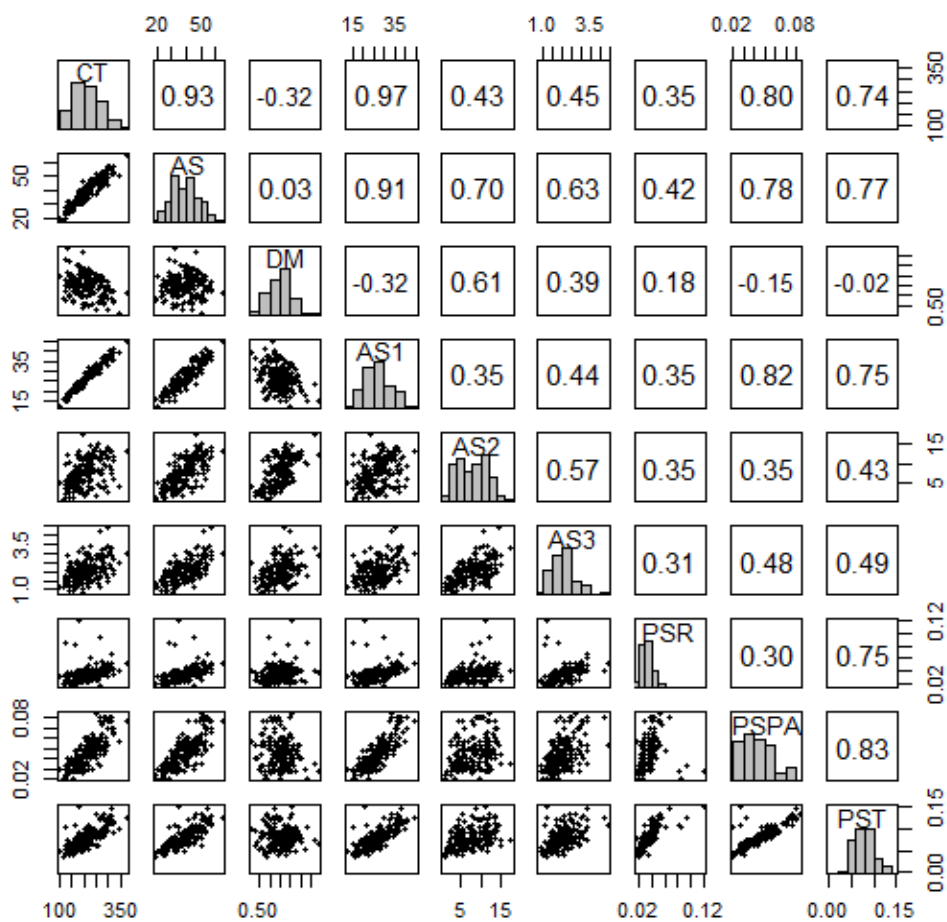 20 50 15 35 1.0 3.5 0.02 0.08
CT 0.93 -0.32 0.97 0.43 0.45 0.35 0.80 0.74 100 350
20 50 AS 0.03 0.91 0.70 0.63 0.42 0.78 0.77
DM -0.32 0.61 0.39 0.18 -0.15 -0.02 0.50
15 35 AS1 0.35 0.44 0.35 0.82 0.75
AS2 0.57 0.35 0.35 0.43 5 15
1.0 3.5 AS3 0.31 0.48 0.49
PSR 0.30 0.75 0.02 0.12
0.02 0.08 PSPA 0.83
PST 0.00 0.15
100 350 0.50 5 15 0.02 0.12 0.00 0.15